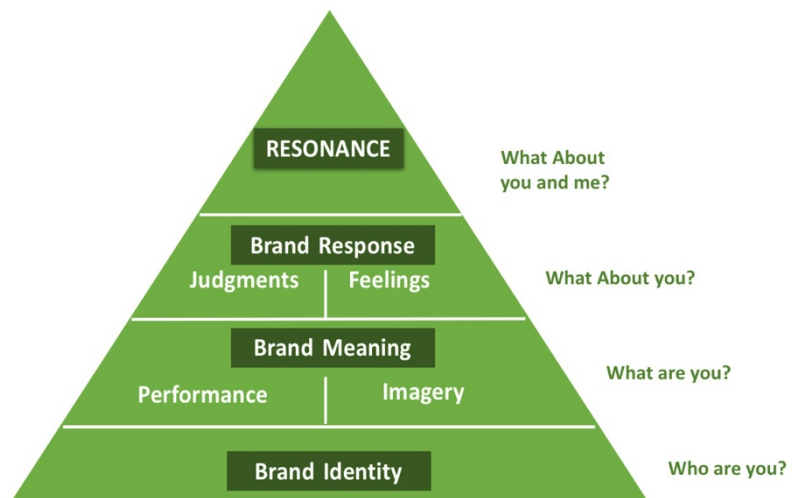 RESONANCE
What About
you and me?
Brand Response
Judgments
Feelings
What About you?
Brand Meaning
Performance
Imagery
What are you?
Brand Identity
Who are you?